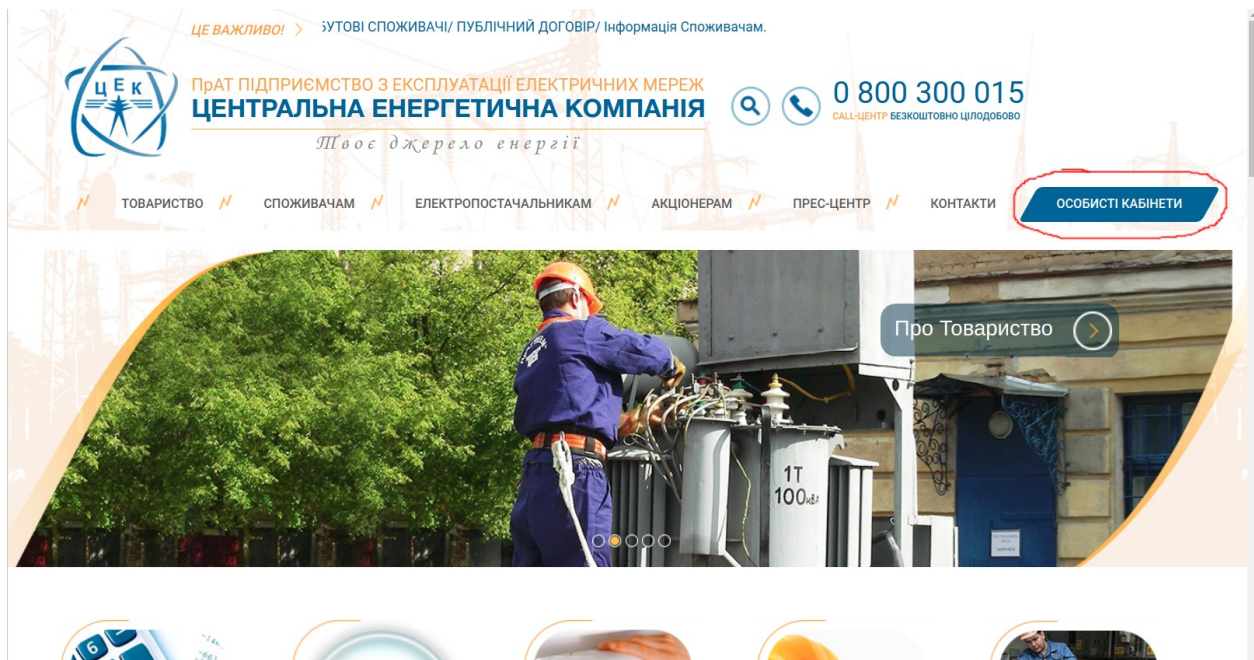 ЦЕ ВАЖЛИВО! СПОЖИВАЧІ/ ПУБЛІЧНИЙ ДОГОВІР/ Інформація Споживачам.
ЦЕК
ПрАТ ПІДПРИЄМСТВО З ЕКСПЛУАТАЦІЇ ЕЛЕКТРИЧНИХ МЕРЕЖ
ЦЕНТРАЛЬНА ЕНЕРГЕТИЧНА КОМПАНІЯ
Твоє джерело енергії
0 800 300 015
CALL-ЦЕНТР БЕЗКОШТОВНО ЦІЛОДОБОВО
ТОВАРИСТВО СПОЖИВАЧАМ ЕЛЕКТРОПОСТАЧАЛЬНИКАМ АКЦІОНЕРАМ ПРЕС-ЦЕНТР КОНТАКТИ ОСОБИСТІ КАБІНЕТИ
Про Товариство
1Т
100кВА
6